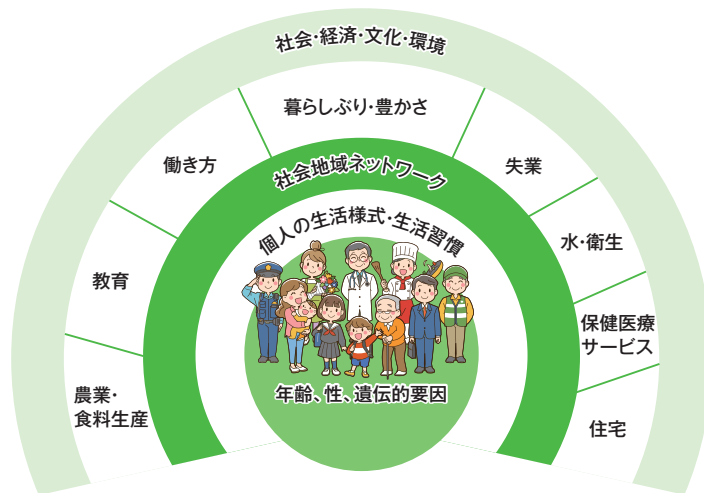 社会・経済・文化・環境
暮らしぶり・豊かさ
働き方
失業
社会地域ネットワーク
個人の生活様式・生活習慣
水・衛生
教育
保健医療
サービス
農業・
食料生産
年齢、性、遺伝的要因
住宅